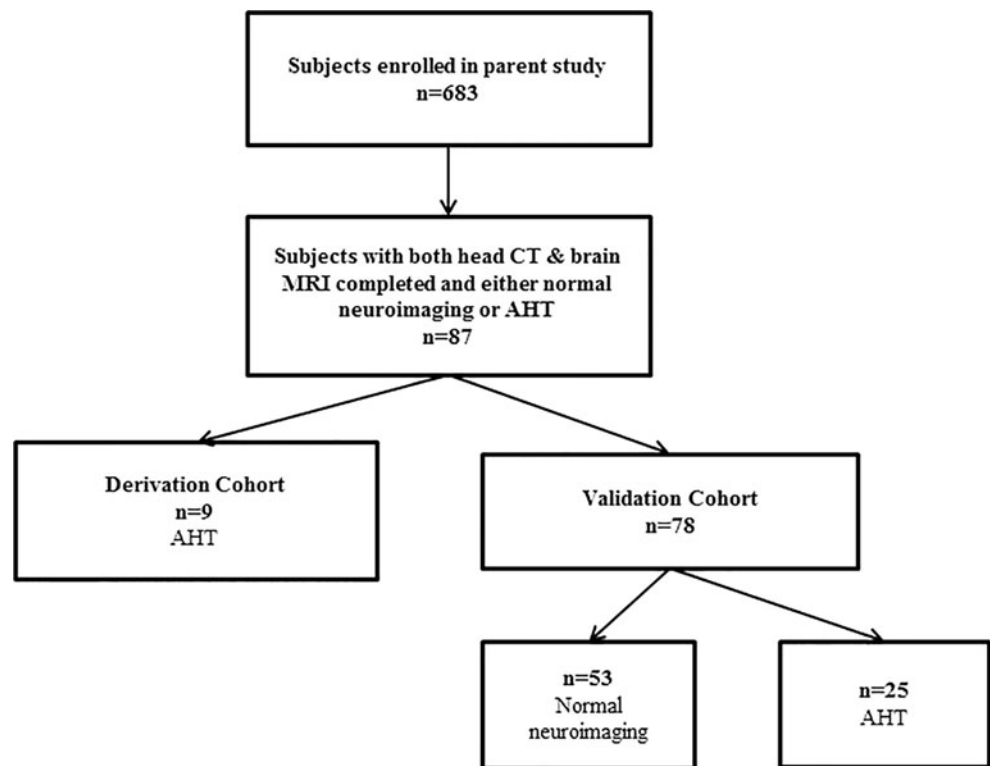 Subjects enrolled in parent study
n=683
Subjects with both head CT & brain
MRI completed and either normal
neuroimaging or AHT
n=87
Derivation Cohort
n=9
AHT
Validation Cohort
n=78
n=53
Normal
neuroimaging
n=25
AHT